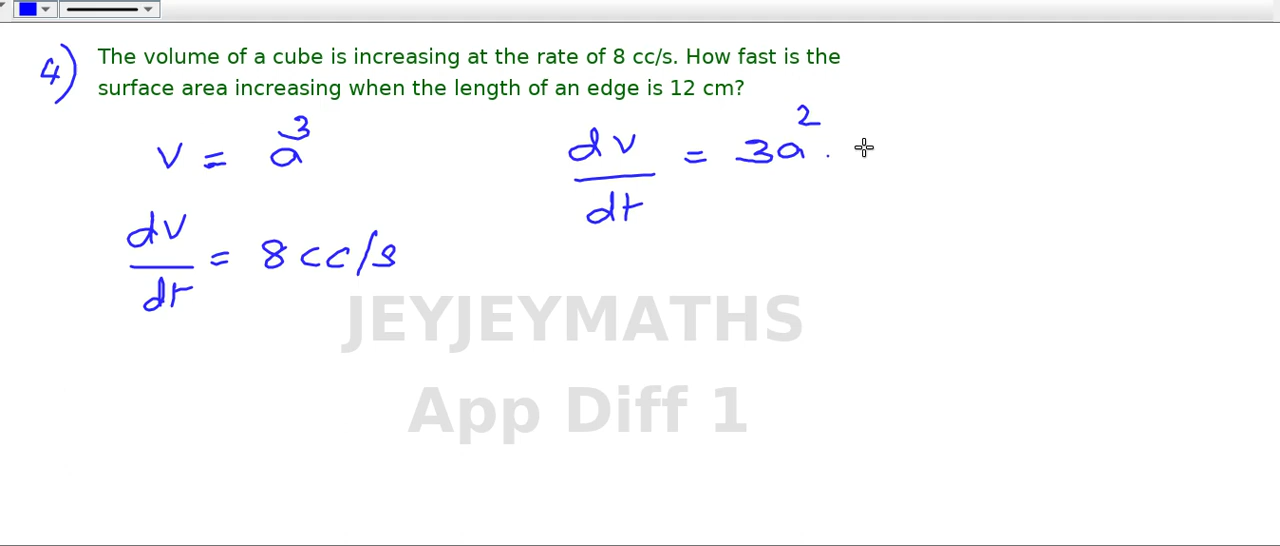 4) The volume of a cube is increasing at the rate of 8 cc/s. How fast is the
surface area increasing when the length of an edge is 12 cm?
v = a³
dv/dt = 3a² .
dv/dt = 8 cc/s
JEYJEYMATHS
App Diff 1